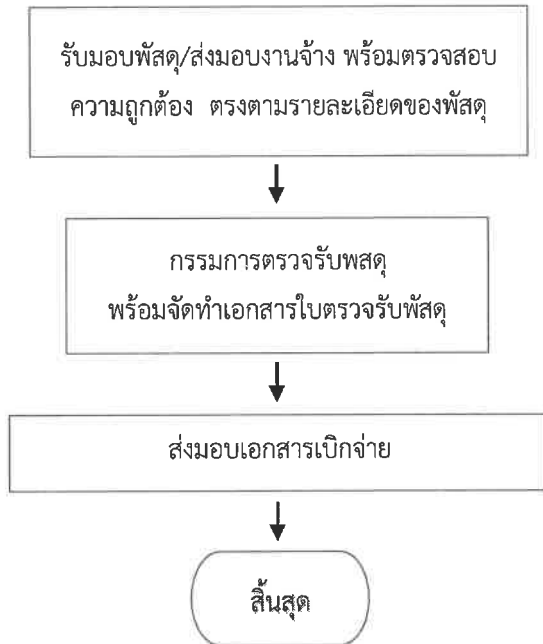 รับมอบพัสดุ/ส่งมอบงานจ้าง พร้อมตรวจสอบ
ความถูกต้อง ตรงตามรายละเอียดของพัสดุ
กรรมการตรวจรับพสดุ
พร้อมจัดทำเอกสารใบตรวจรับพัสดุ
ส่งมอบเอกสารเบิกจ่าย
สิ้นสุด